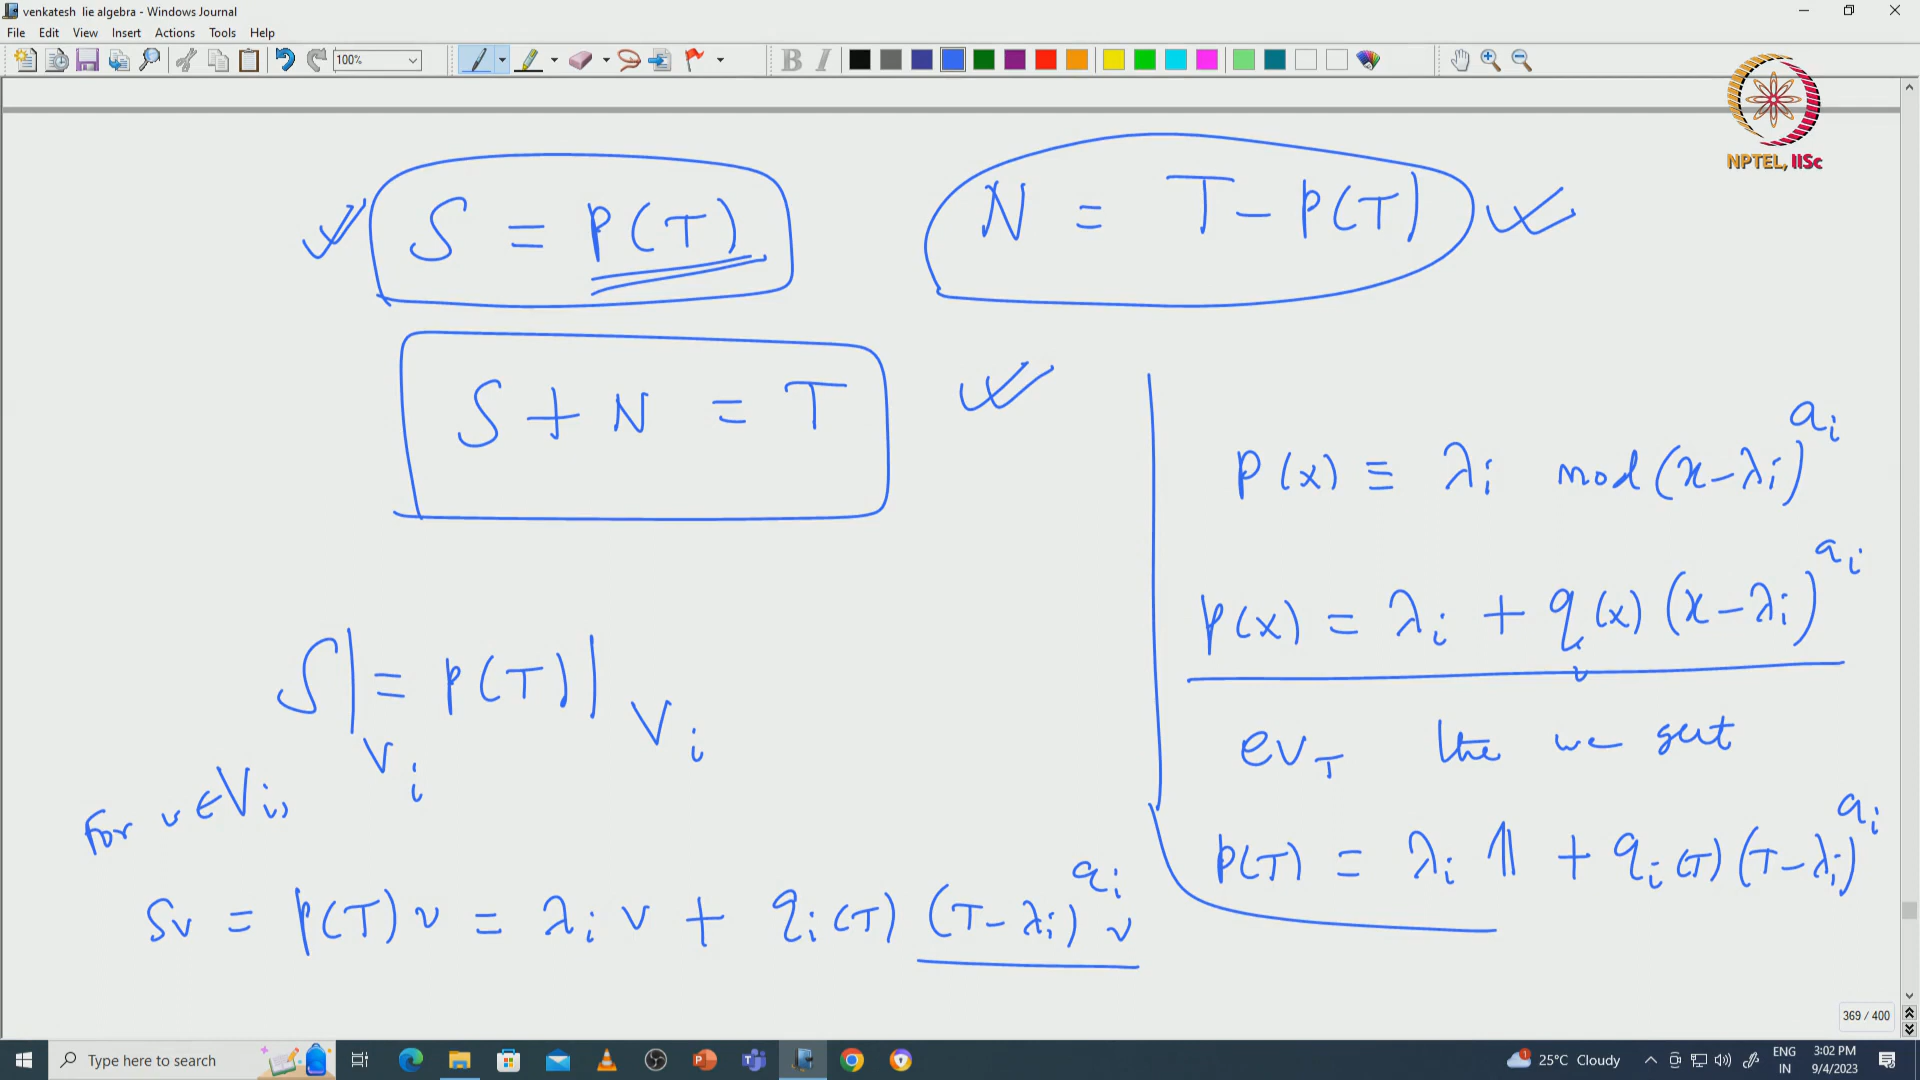 venkatesh lie algebra - Windows Journal
File Edit View Insert Actions Tools Help
100% B I
NPTEL, IISc
S = p(T)
N = T - p(T)
S + N = T
p(x) ≡ λ_i mod (x-λ_i)^{a_i}
p(x) = λ_i + q_i(x) (x-λ_i)^{a_i}
ev_T the we get
p(T) = λ_i 1 + q_i(T) (T-λ_i)^{a_i}
S|_{V_i} = p(T)|_{V_i}
For v ∈ V_i,
Sv = p(T) v = λ_i v + q_i(T) (T-λ_i)^{a_i} v
369 / 400
Type here to search
25°C Cloudy
ENG
IN
3:02 PM
9/4/2023